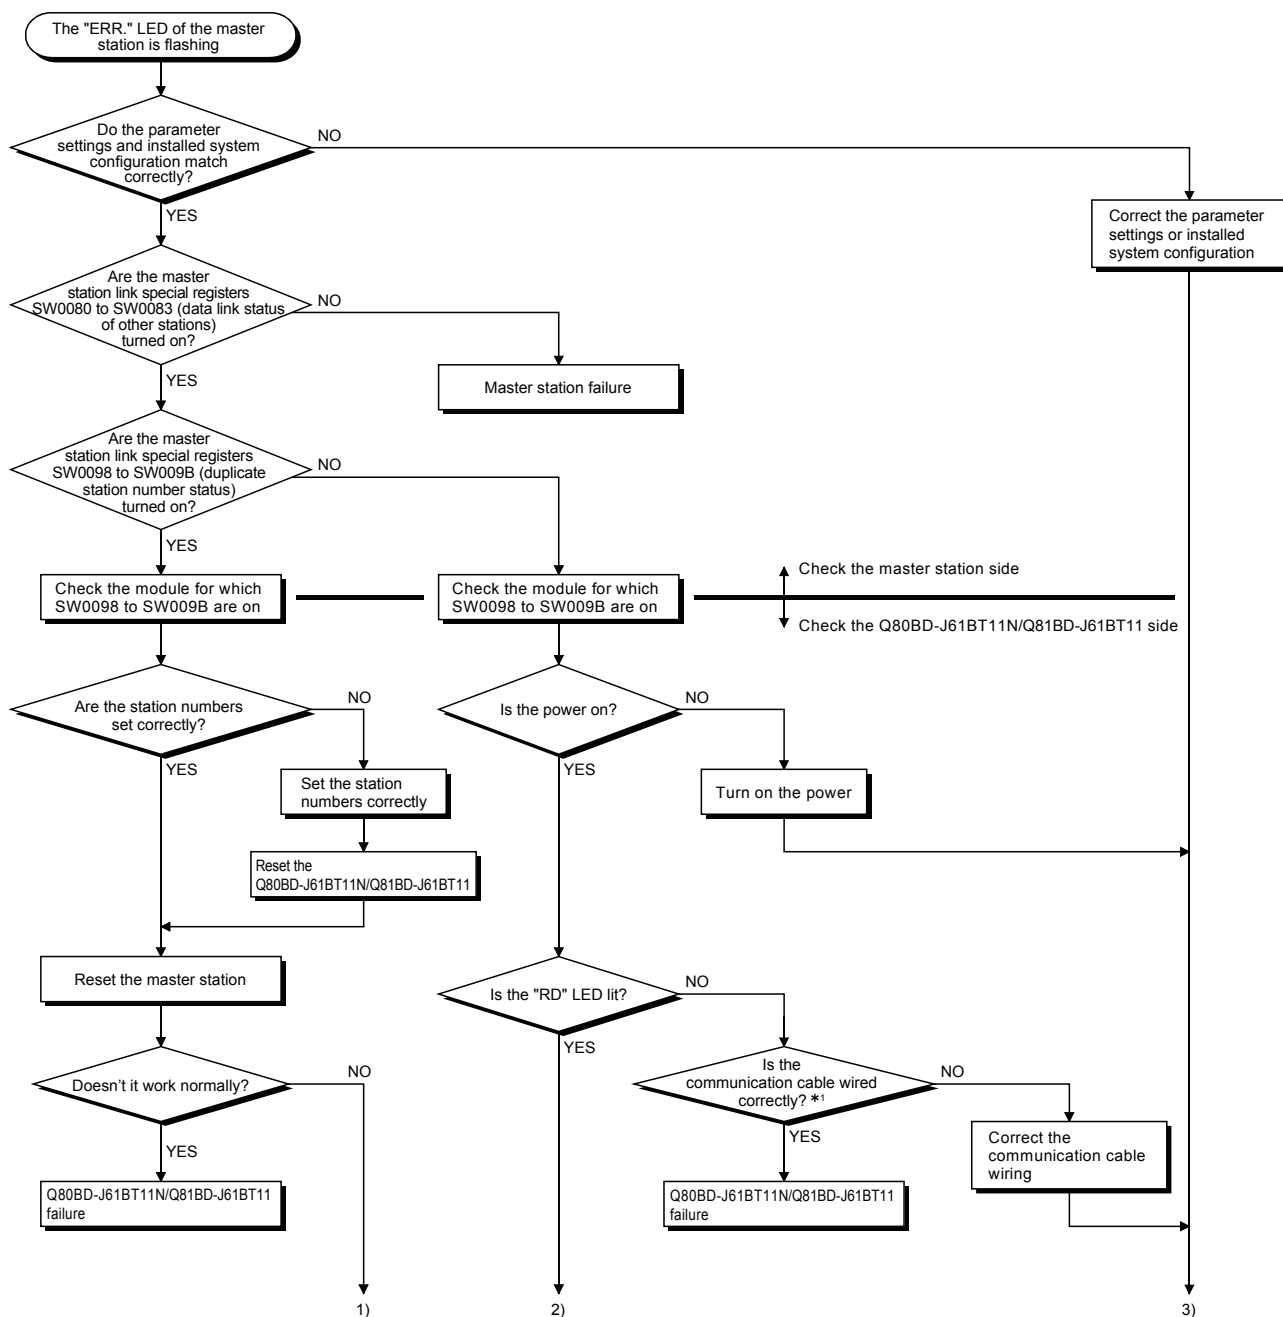 The "ERR." LED of the master
station is flashing
Do the parameter
settings and installed system
configuration match
correctly?
NO
YES
Correct the parameter
settings or installed
system configuration
Are the master
station link special registers
SW0080 to SW0083 (data link status
of other stations)
turned on?
NO
YES
Master station failure
Are the master
station link special registers
SW0098 to SW009B (duplicate
station number status)
turned on?
NO
YES
Check the module for which
SW0098 to SW009B are on
Check the module for which
SW0098 to SW009B are on
Check the master station side
Check the Q80BD-J61BT11N/Q81BD-J61BT11 side
Are the station numbers
set correctly?
NO
YES
Is the power on?
NO
YES
Set the station
numbers correctly
Turn on the power
Reset the
Q80BD-J61BT11N/Q81BD-J61BT11
Reset the master station
Is the "RD" LED lit?
NO
YES
Doesn't it work normally?
NO
YES
Is the
communication cable wired
correctly? *1
NO
YES
Correct the
communication cable
wiring
Q80BD-J61BT11N/Q81BD-J61BT11
failure
Q80BD-J61BT11N/Q81BD-J61BT11
failure
1)
2)
3)